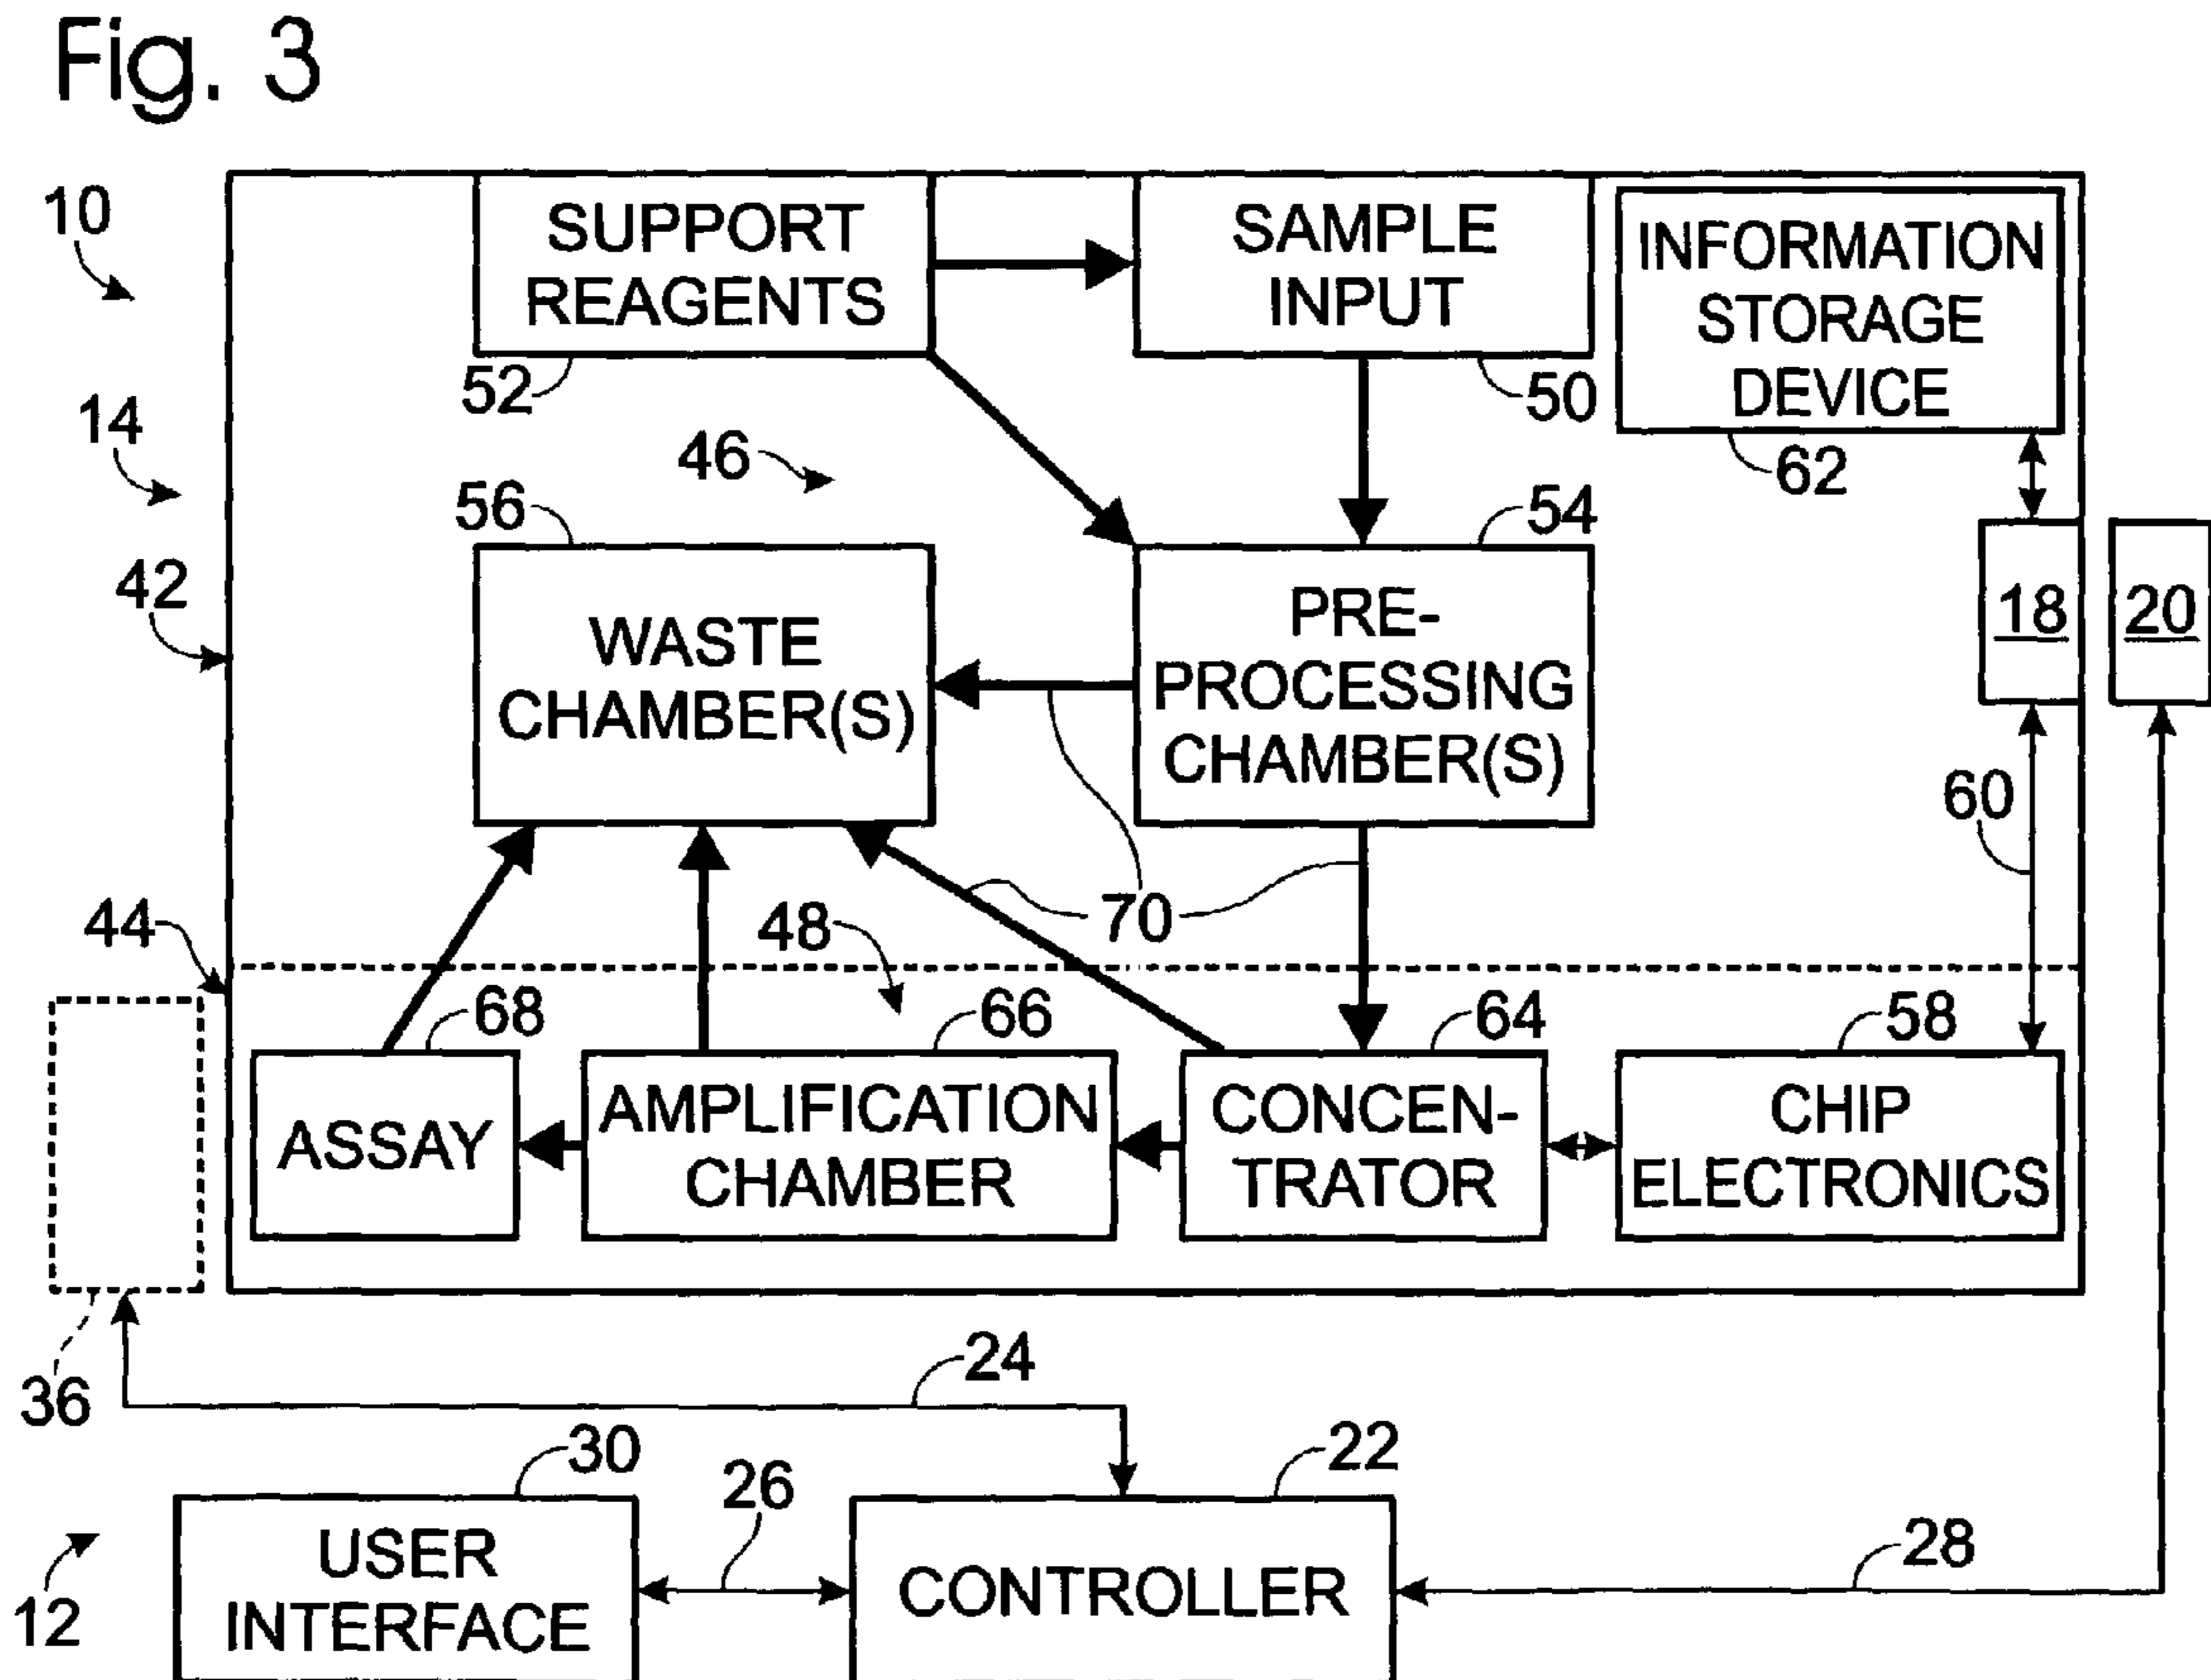 Fig. 3
10
SUPPORT
REAGENTS
SAMPLE
INPUT
INFORMATION
STORAGE
DEVICE
52
50
14
46
62
56
54
42
WASTE
CHAMBER(S)
PRE-
PROCESSING
CHAMBER(S)
18
20
60
70
44
48
68
66
64
58
ASSAY
AMPLIFICATION
CHAMBER
CONCEN-
TRATOR
CHIP
ELECTRONICS
24
36
30
26
22
28
USER
INTERFACE
CONTROLLER
12